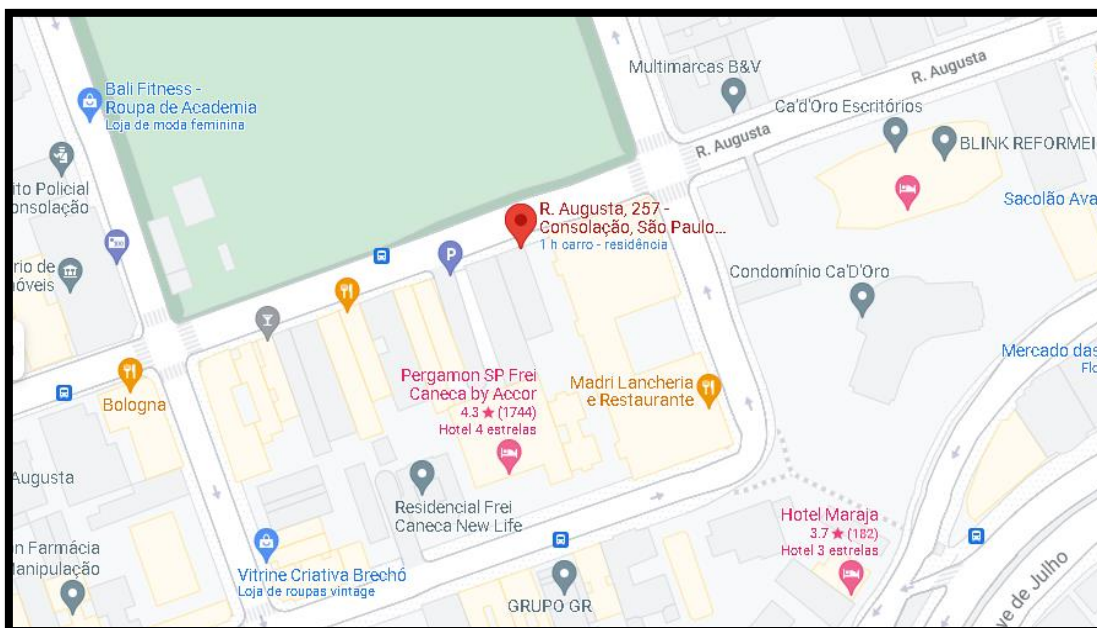 Bali Fitness -
Roupa de Academia
Loja de moda feminina
Multimarcas B&V
R. Augusta
Ca'd'Oro Escritórios
R. Augusta
BLINK REFORMEI
ito Policial
onsolação
R. Augusta, 257 -
Consolação, São Paulo...
1 h carro - residência
Sacolão Ava
rio de
óveis
P
Condomínio Ca'D'Oro
Mercado das
Flo
Bologna
Pergamon SP Frei
Caneca by Accor
4.3 ★ (1744)
Hotel 4 estrelas
Madri Lancheria
e Restaurante
Augusta
Residencial Frei
Caneca New Life
Hotel Maraja
3.7 ★ (182)
Hotel 3 estrelas
n Farmácia
lanipulação
Vitrine Criativa Brechó
Loja de roupas vintage
GRUPO GR
ve de Julho